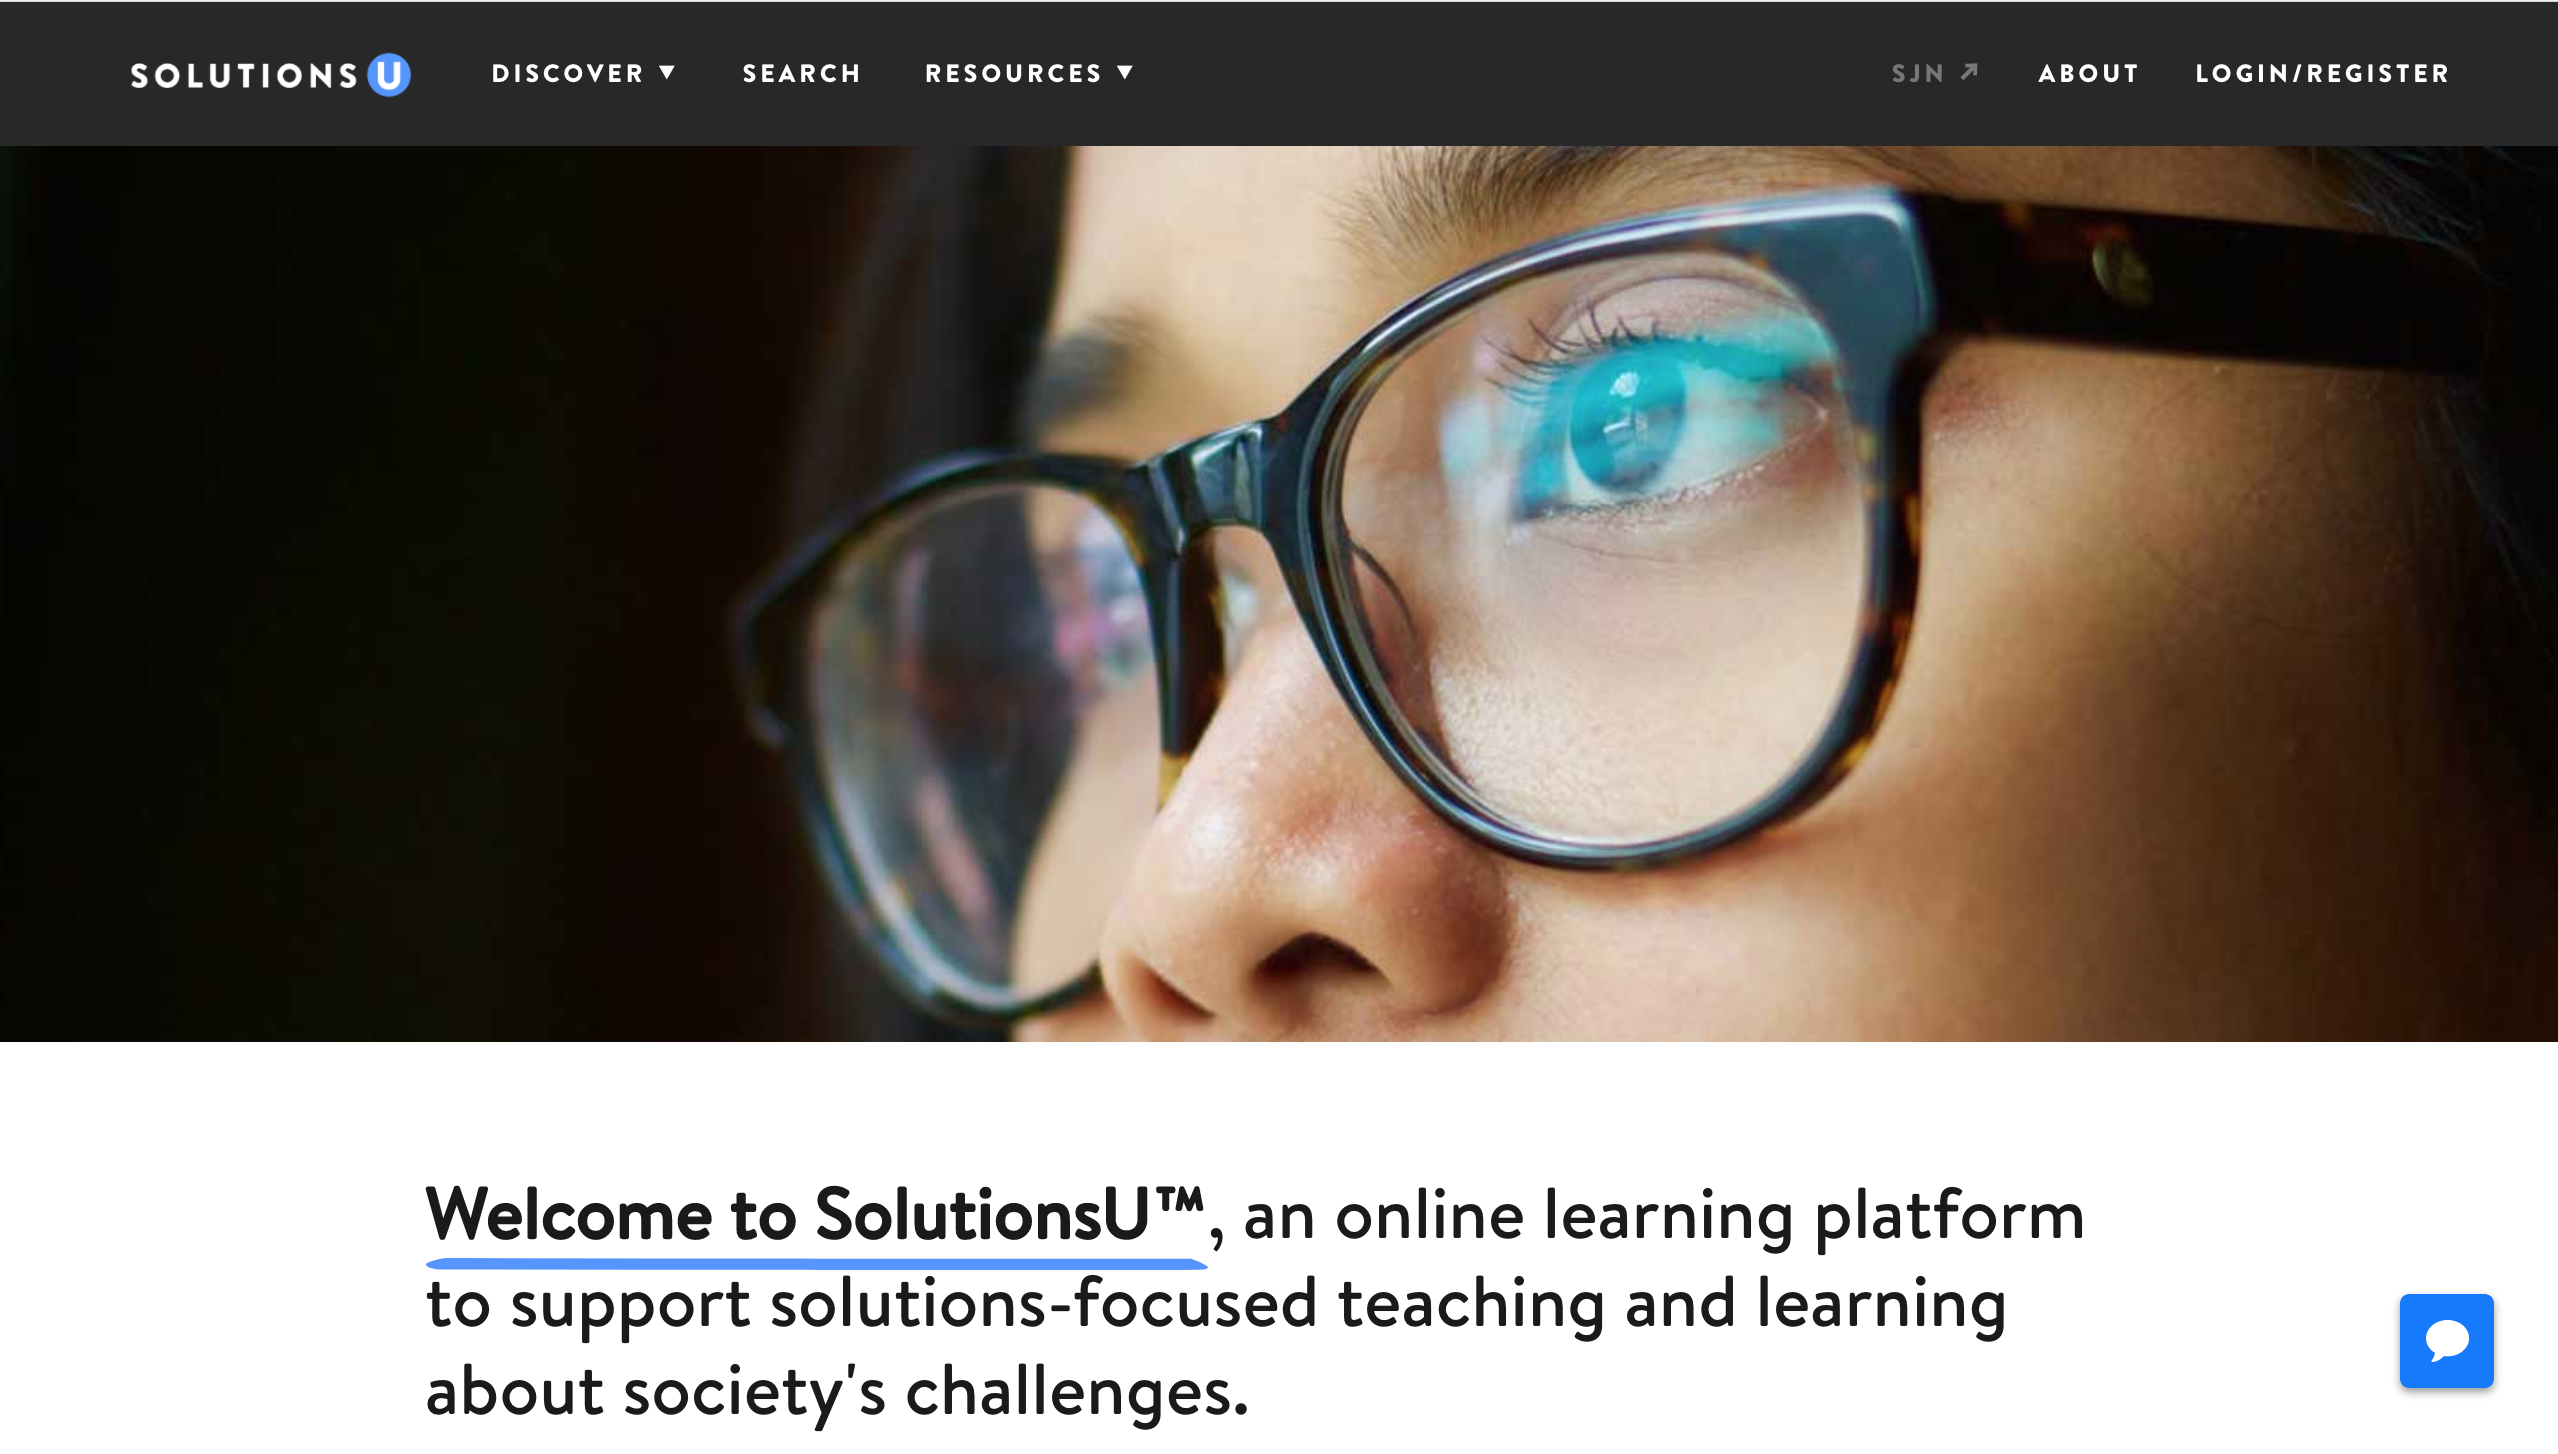 SOLUTIONS U DISCOVER ▼ SEARCH RESOURCES ▼ SJN ↗ ABOUT LOGIN/REGISTER
Welcome to SolutionsU™, an online learning platform
to support solutions-focused teaching and learning
about society's challenges.